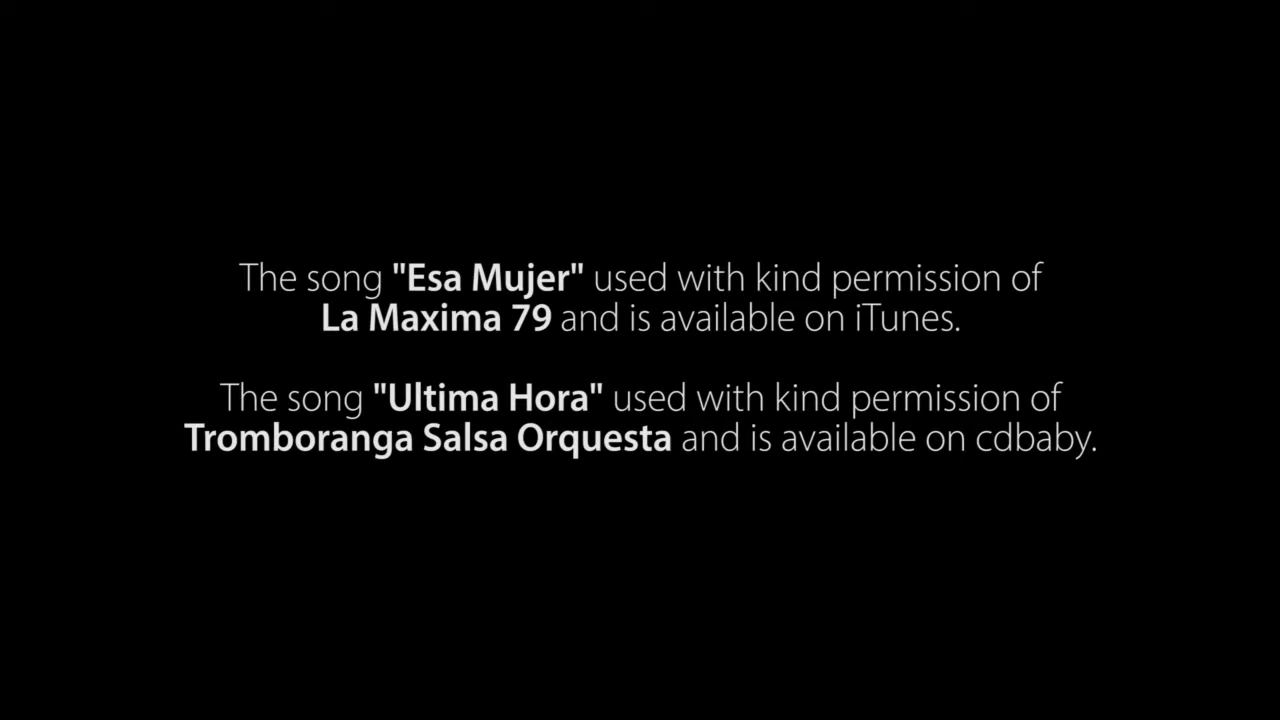 The song "Esa Mujer" used with kind permission of
La Maxima 79 and is available on iTunes.
The song "Ultima Hora" used with kind permission of
Tromboranga Salsa Orquesta and is available on cdbaby.